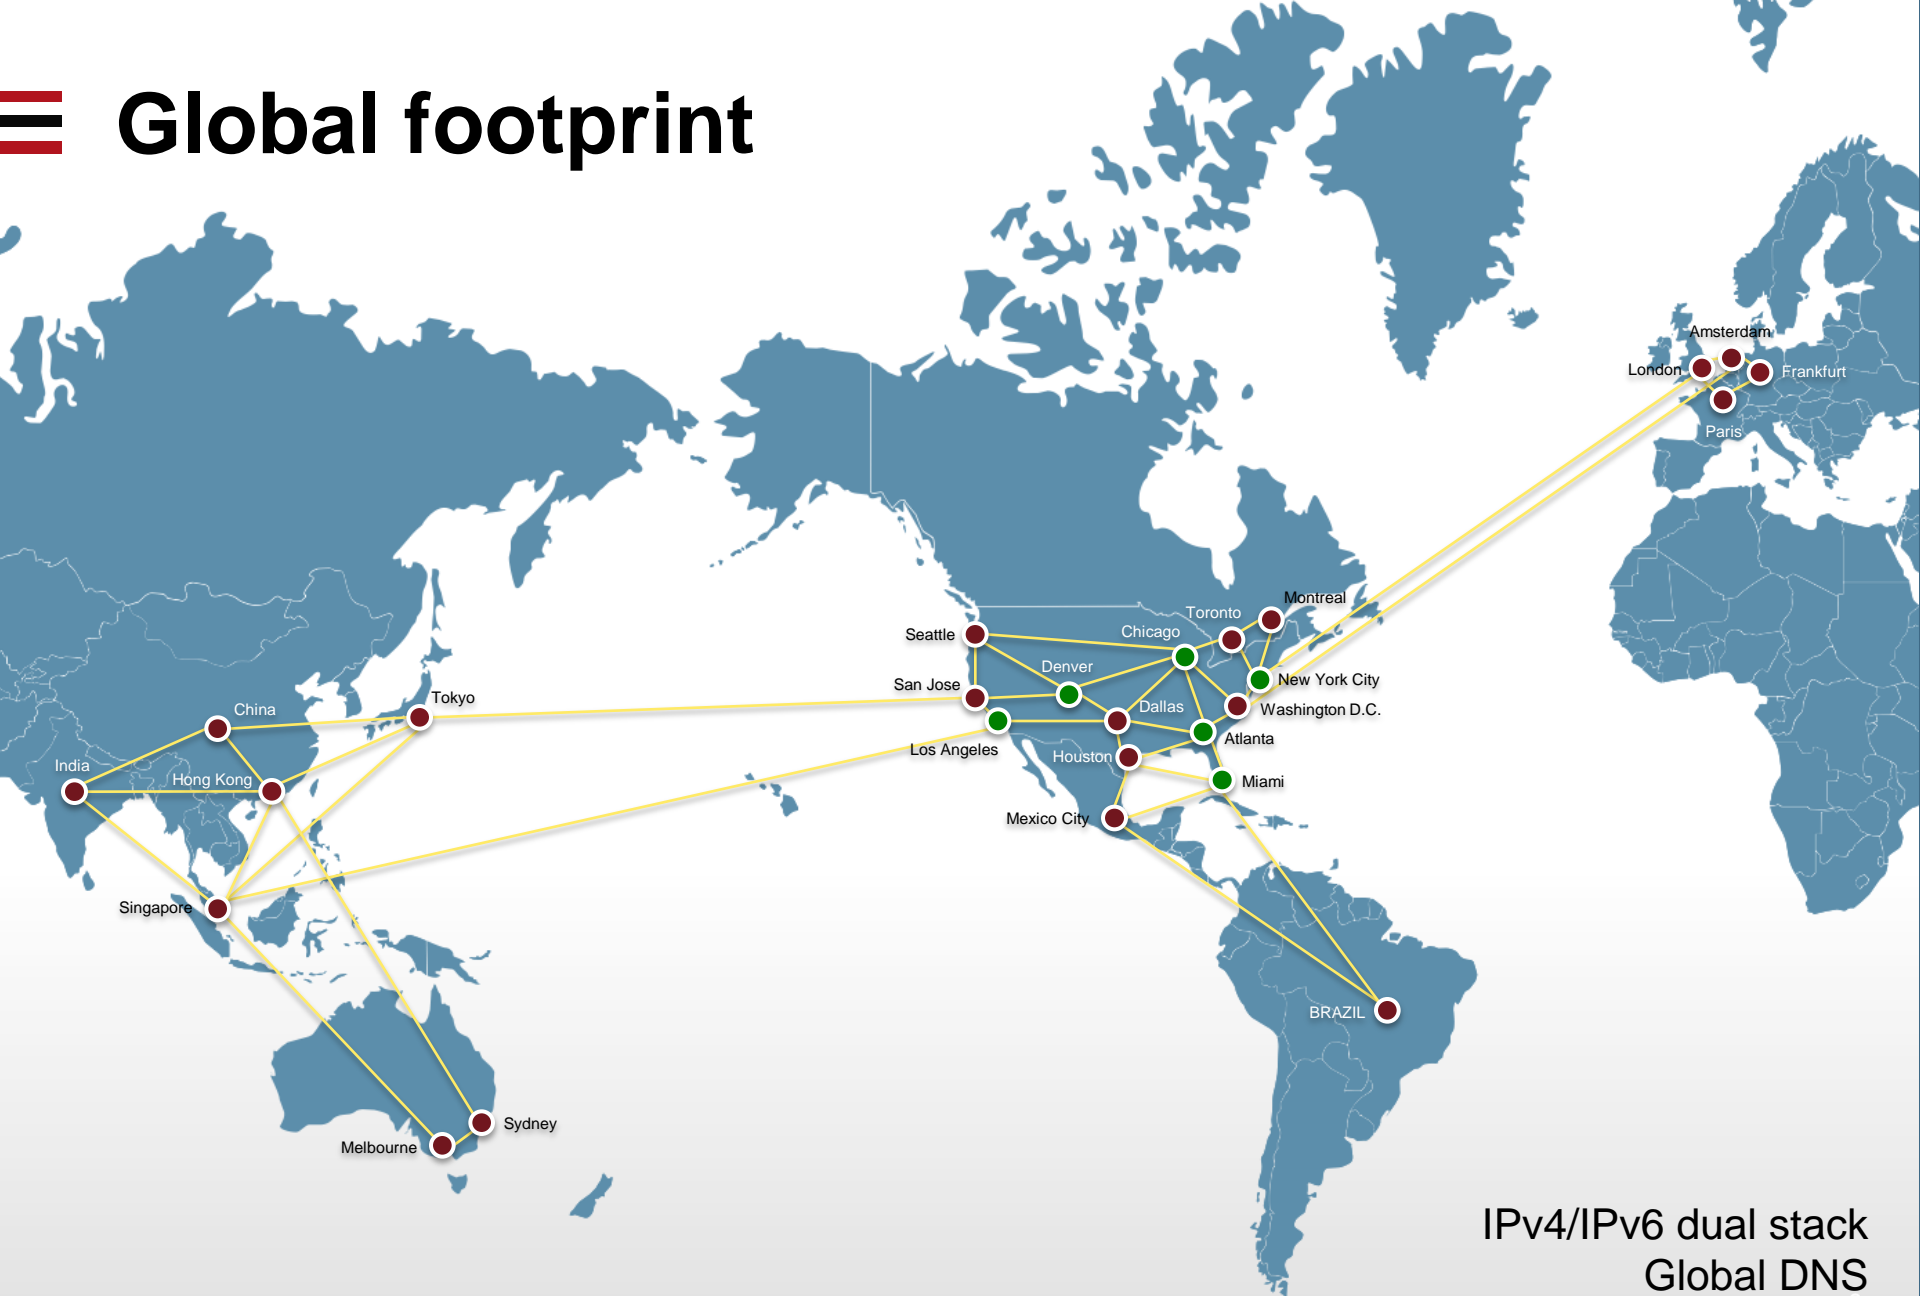 Global footprint
Amsterdam
London
Frankfurt
Paris
Montreal
Toronto
Chicago
Seattle
Denver
New York City
San Jose
Tokyo
Dallas
Washington D.C.
China
Atlanta
Los Angeles
Houston
India
Hong Kong
Miami
Mexico City
Singapore
BRAZIL
Sydney
Melbourne
IPv4/IPv6 dual stack
Global DNS